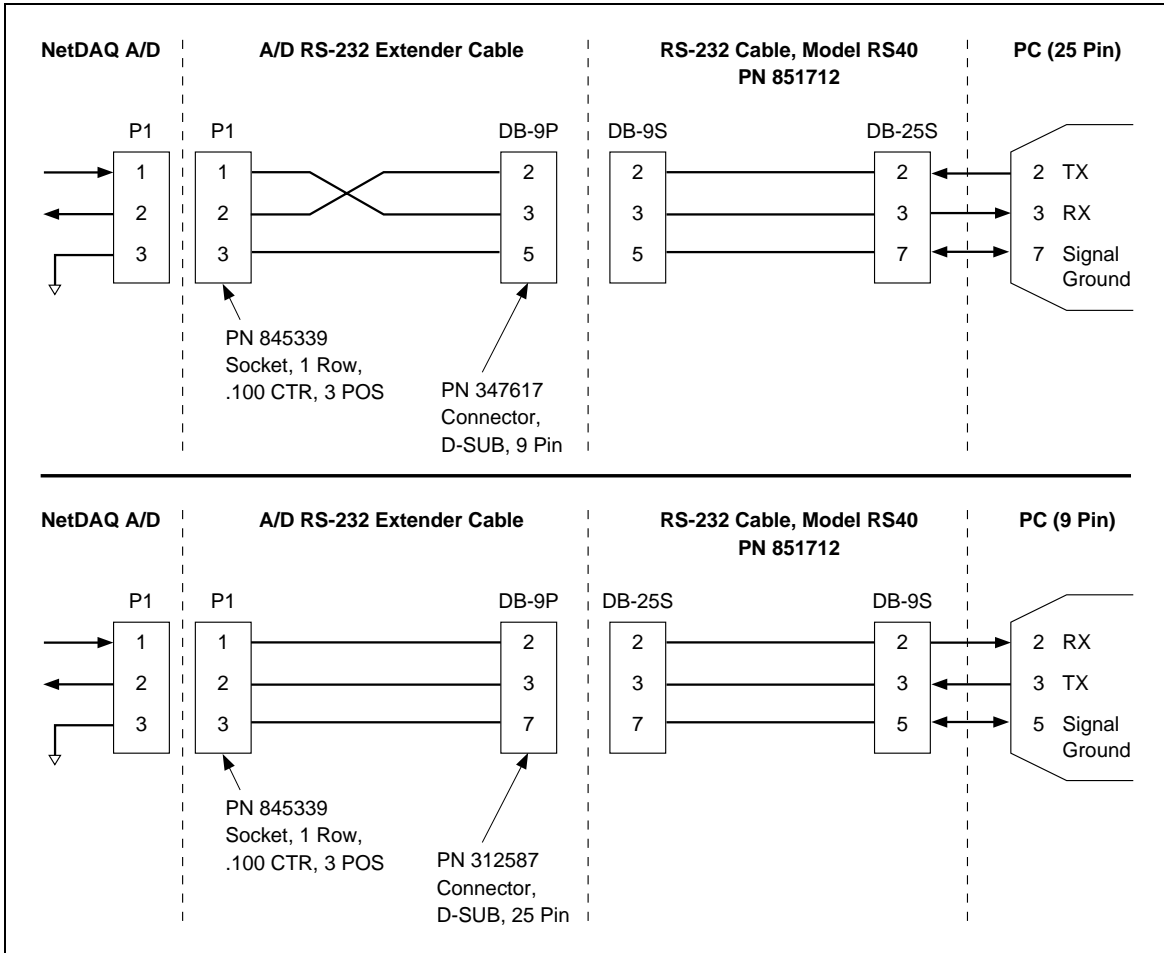 NetDAQ A/D
A/D RS-232 Extender Cable
RS-232 Cable, Model RS40
PN 851712
PC (25 Pin)
P1
P1
DB-9P
DB-9S
DB-25S
1
1
2
2
2
2 TX
2
2
3
3
3
3 RX
3
3
5
5
7
7 Signal
Ground
PN 845339
Socket, 1 Row,
.100 CTR, 3 POS
PN 347617
Connector,
D-SUB, 9 Pin
NetDAQ A/D
A/D RS-232 Extender Cable
RS-232 Cable, Model RS40
PN 851712
PC (9 Pin)
P1
P1
DB-9P
DB-25S
DB-9S
1
1
2
2
2
2 RX
2
2
3
3
3
3 TX
3
3
7
7
5
5 Signal
Ground
PN 845339
Socket, 1 Row,
.100 CTR, 3 POS
PN 312587
Connector,
D-SUB, 25 Pin